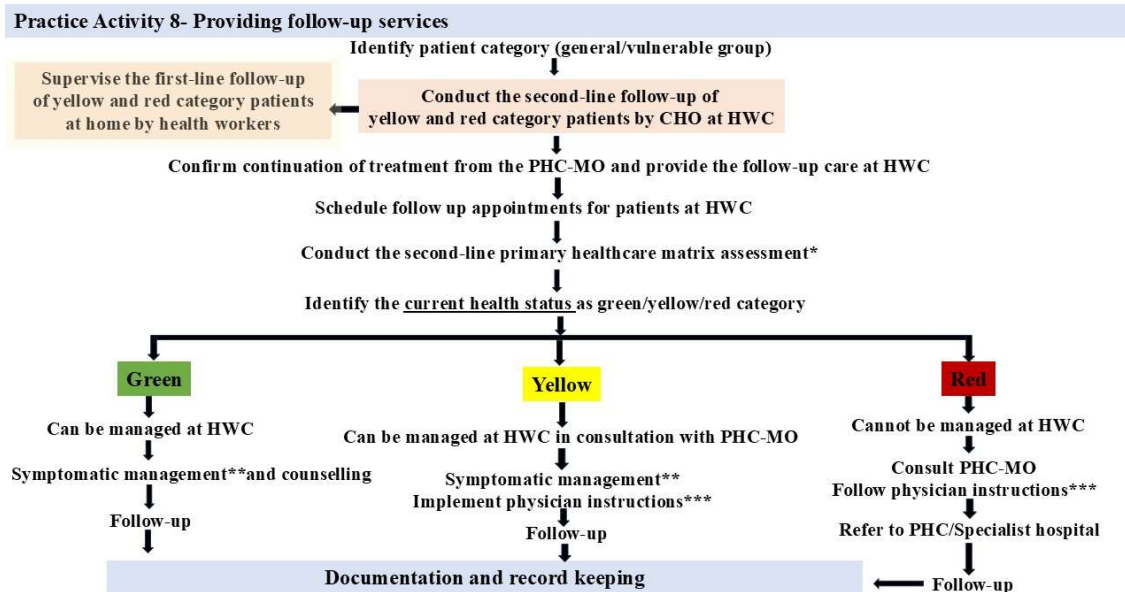 Practice Activity 8- Providing follow-up services
Identify patient category (general/vulnerable group)
Supervise the first-line follow-up
of yellow and red category patients
at home by health workers
Conduct the second-line follow-up of
yellow and red category patients by CHO at HWC
Confirm continuation of treatment from the PHC-MO and provide the follow-up care at HWC
Schedule follow up appointments for patients at HWC
Conduct the second-line primary healthcare matrix assessment*
Identify the current health status as green/yellow/red category
Green
Can be managed at HWC
Symptomatic management**and counselling
Follow-up
Yellow
Can be managed at HWC in consultation with PHC-MO
Symptomatic management**
Implement physician instructions***
Follow-up
Red
Cannot be managed at HWC
Consult PHC-MO
Follow physician instructions***
Refer to PHC/Specialist hospital
Follow-up
Documentation and record keeping